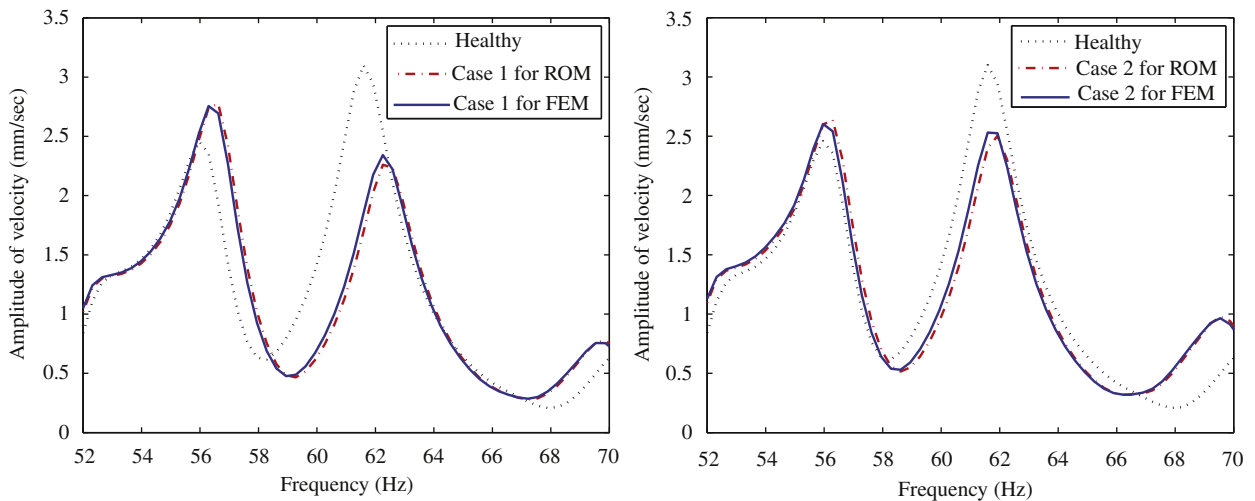 3.5
3
2.5
2
1.5
1
0.5
0
Amplitude of velocity (mm/sec)
Healthy
Case 1 for ROM
Case 1 for FEM
52 54 56 58 60 62 64 66 68 70
Frequency (Hz)
3.5
3
2.5
2
1.5
1
0.5
0
Amplitude of velocity (mm/sec)
Healthy
Case 2 for ROM
Case 2 for FEM
52 54 56 58 60 62 64 66 68 70
Frequency (Hz)